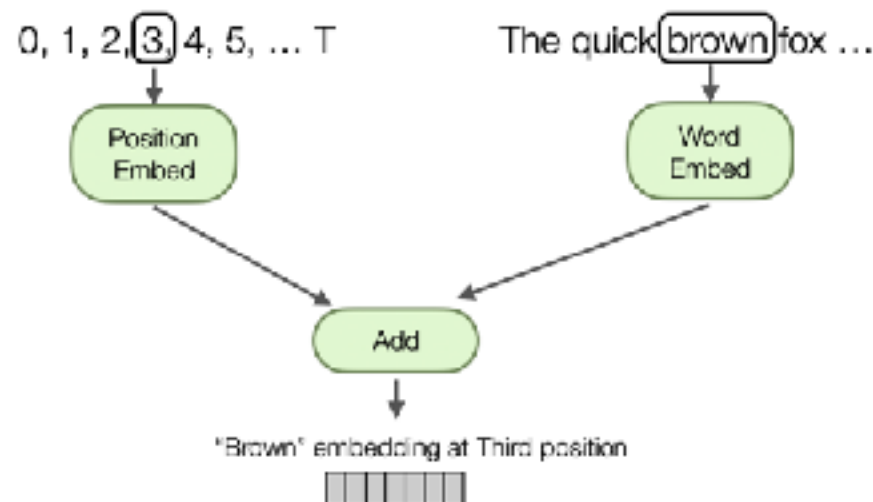 0, 1, 2, 3, 4, 5, ... T
The quick brown fox ...
Position
Embed
Word
Embed
Add
"Brown" embedding at Third position